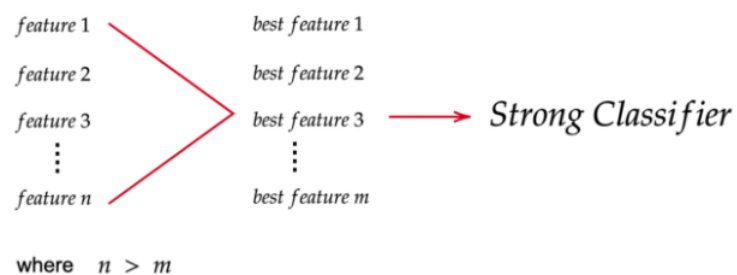 feature 1
feature 2
feature 3
feature n
best feature 1
best feature 2
best feature 3
best feature m
Strong Classifier
where n > m